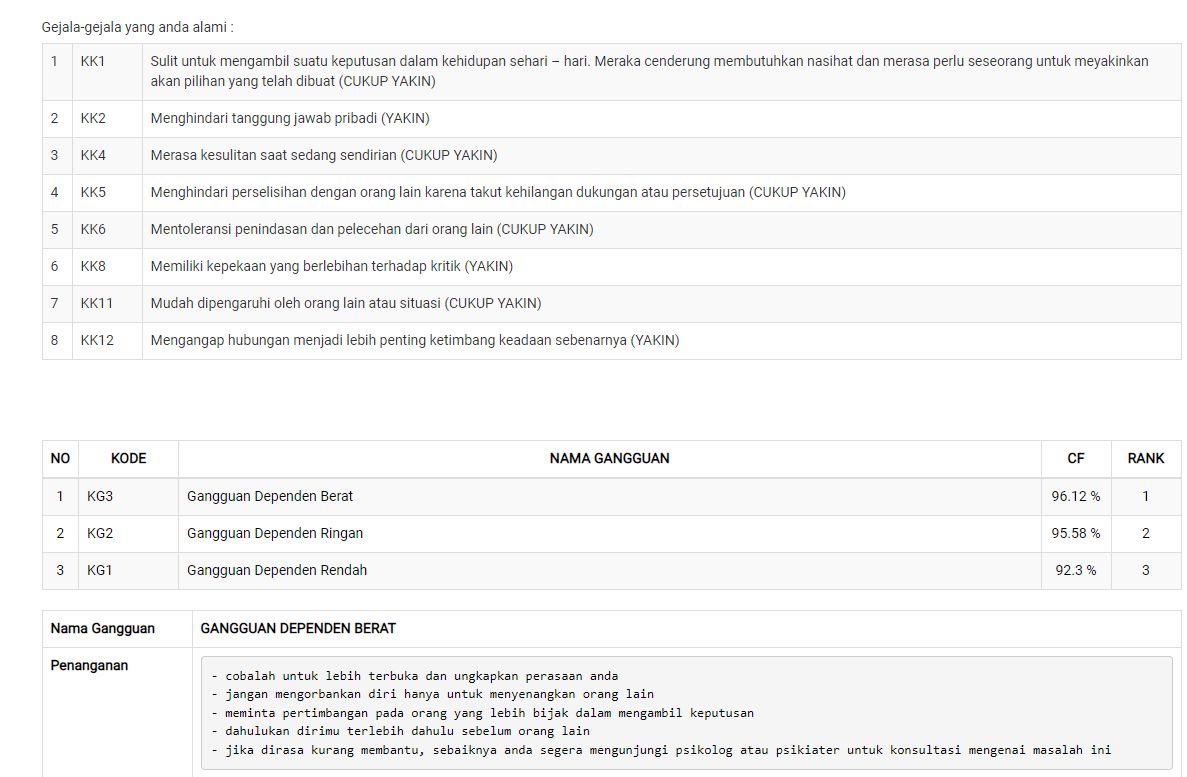 Gejala-gejala yang anda alami :
1 KK1 Sulit untuk mengambil suatu keputusan dalam kehidupan sehari – hari. Meraka cenderung membutuhkan nasihat dan merasa perlu seseorang untuk meyakinkan
akan pilihan yang telah dibuat (CUKUP YAKIN)
2 KK2 Menghindari tanggung jawab pribadi (YAKIN)
3 KK4 Merasa kesulitan saat sedang sendirian (CUKUP YAKIN)
4 KK5 Menghindari perselisihan dengan orang lain karena takut kehilangan dukungan atau persetujuan (CUKUP YAKIN)
5 KK6 Mentoleransi penindasan dan pelecehan dari orang lain (CUKUP YAKIN)
6 KK8 Memiliki kepekaan yang berlebihan terhadap kritik (YAKIN)
7 KK11 Mudah dipengaruhi oleh orang lain atau situasi (CUKUP YAKIN)
8 KK12 Mengangap hubungan menjadi lebih penting ketimbang keadaan sebenarnya (YAKIN)
NO KODE NAMA GANGGUAN CF RANK
1 KG3 Gangguan Dependen Berat 96.12 % 1
2 KG2 Gangguan Dependen Ringan 95.58 % 2
3 KG1 Gangguan Dependen Rendah 92.3 % 3
Nama Gangguan GANGGUAN DEPENDEN BERAT
Penanganan
- cobalah untuk lebih terbuka dan ungkapkan perasaan anda
- jangan mengorbankan diri hanya untuk menyenangkan orang lain
- meminta pertimbangan pada orang yang lebih bijak dalam mengambil keputusan
- dahulukan dirimu terlebih dahulu sebelum orang lain
- jika dirasa kurang membantu, sebaiknya anda segera mengunjungi psikolog atau psikiater untuk konsultasi mengenai masalah ini